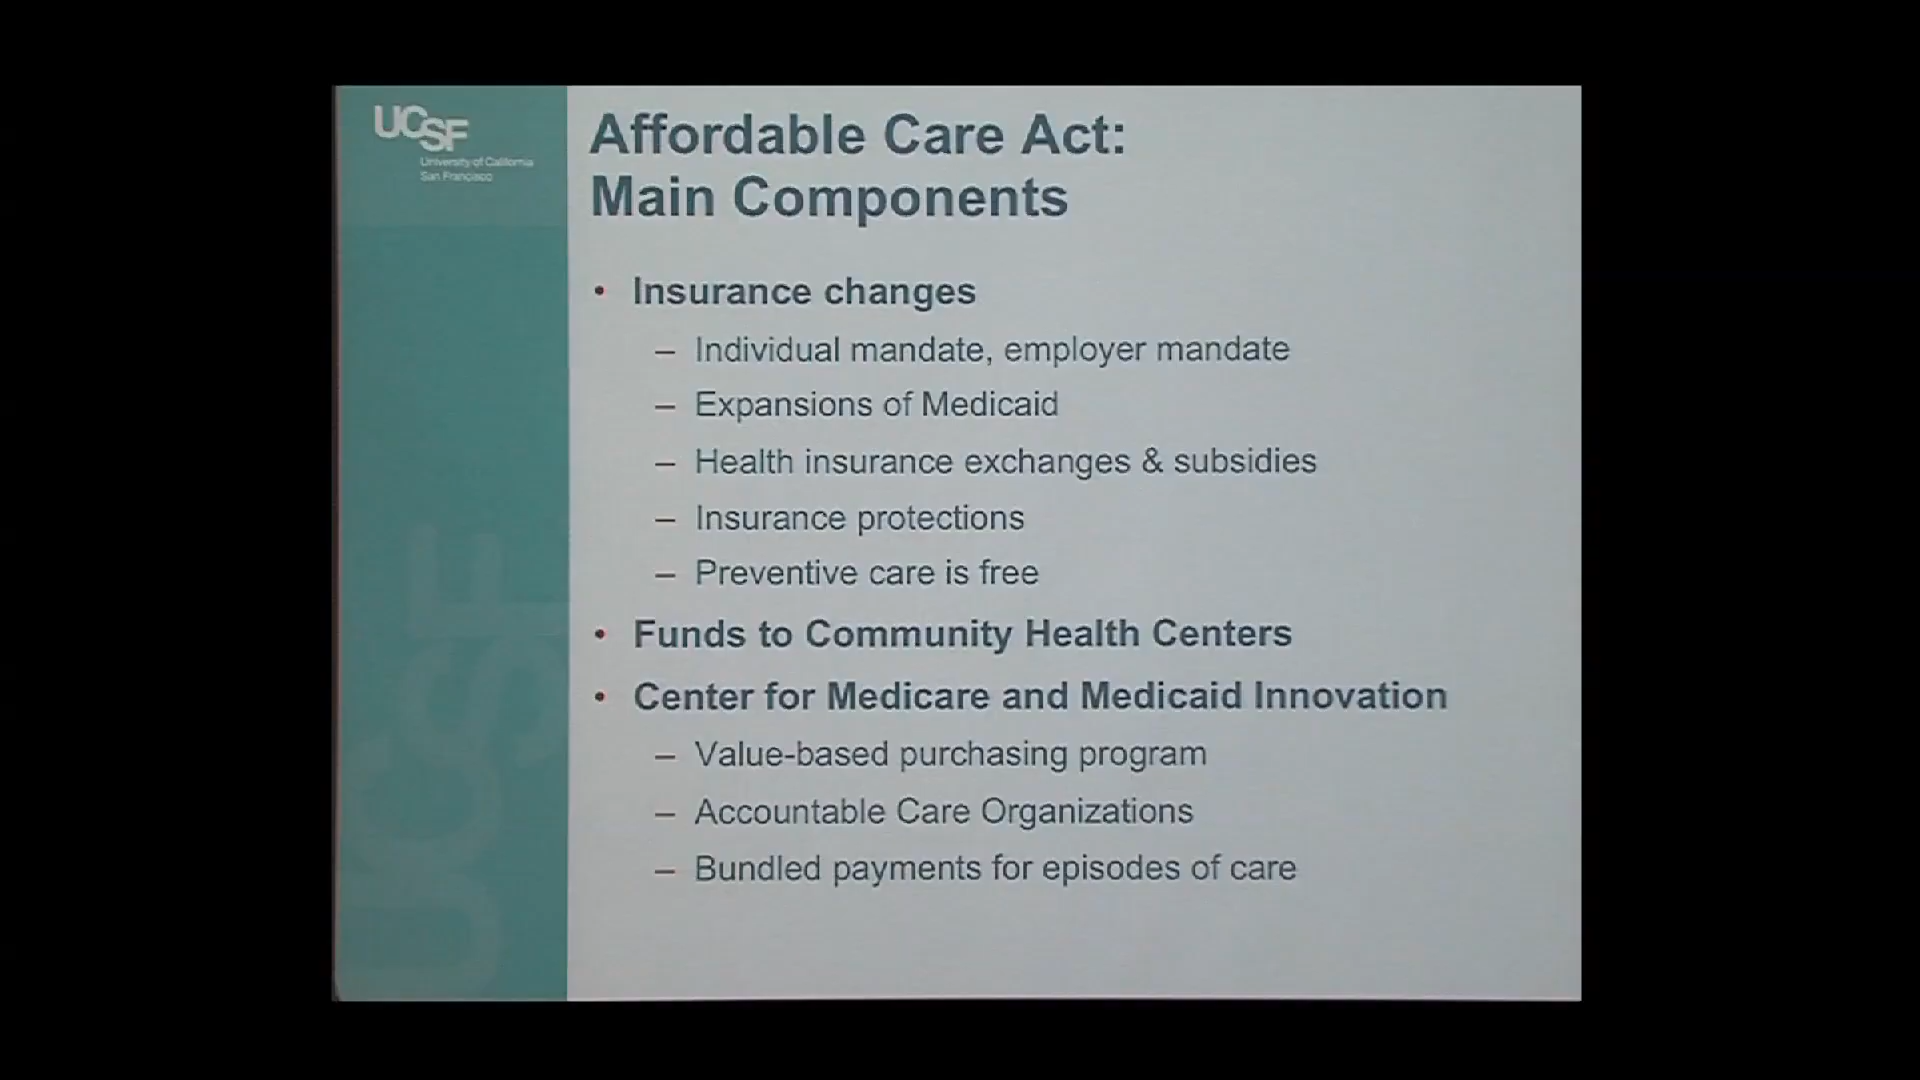 UCSF
University of California
San Francisco
Affordable Care Act:
Main Components
• Insurance changes
– Individual mandate, employer mandate
– Expansions of Medicaid
– Health insurance exchanges & subsidies
– Insurance protections
– Preventive care is free
• Funds to Community Health Centers
• Center for Medicare and Medicaid Innovation
– Value-based purchasing program
– Accountable Care Organizations
– Bundled payments for episodes of care
UCSF